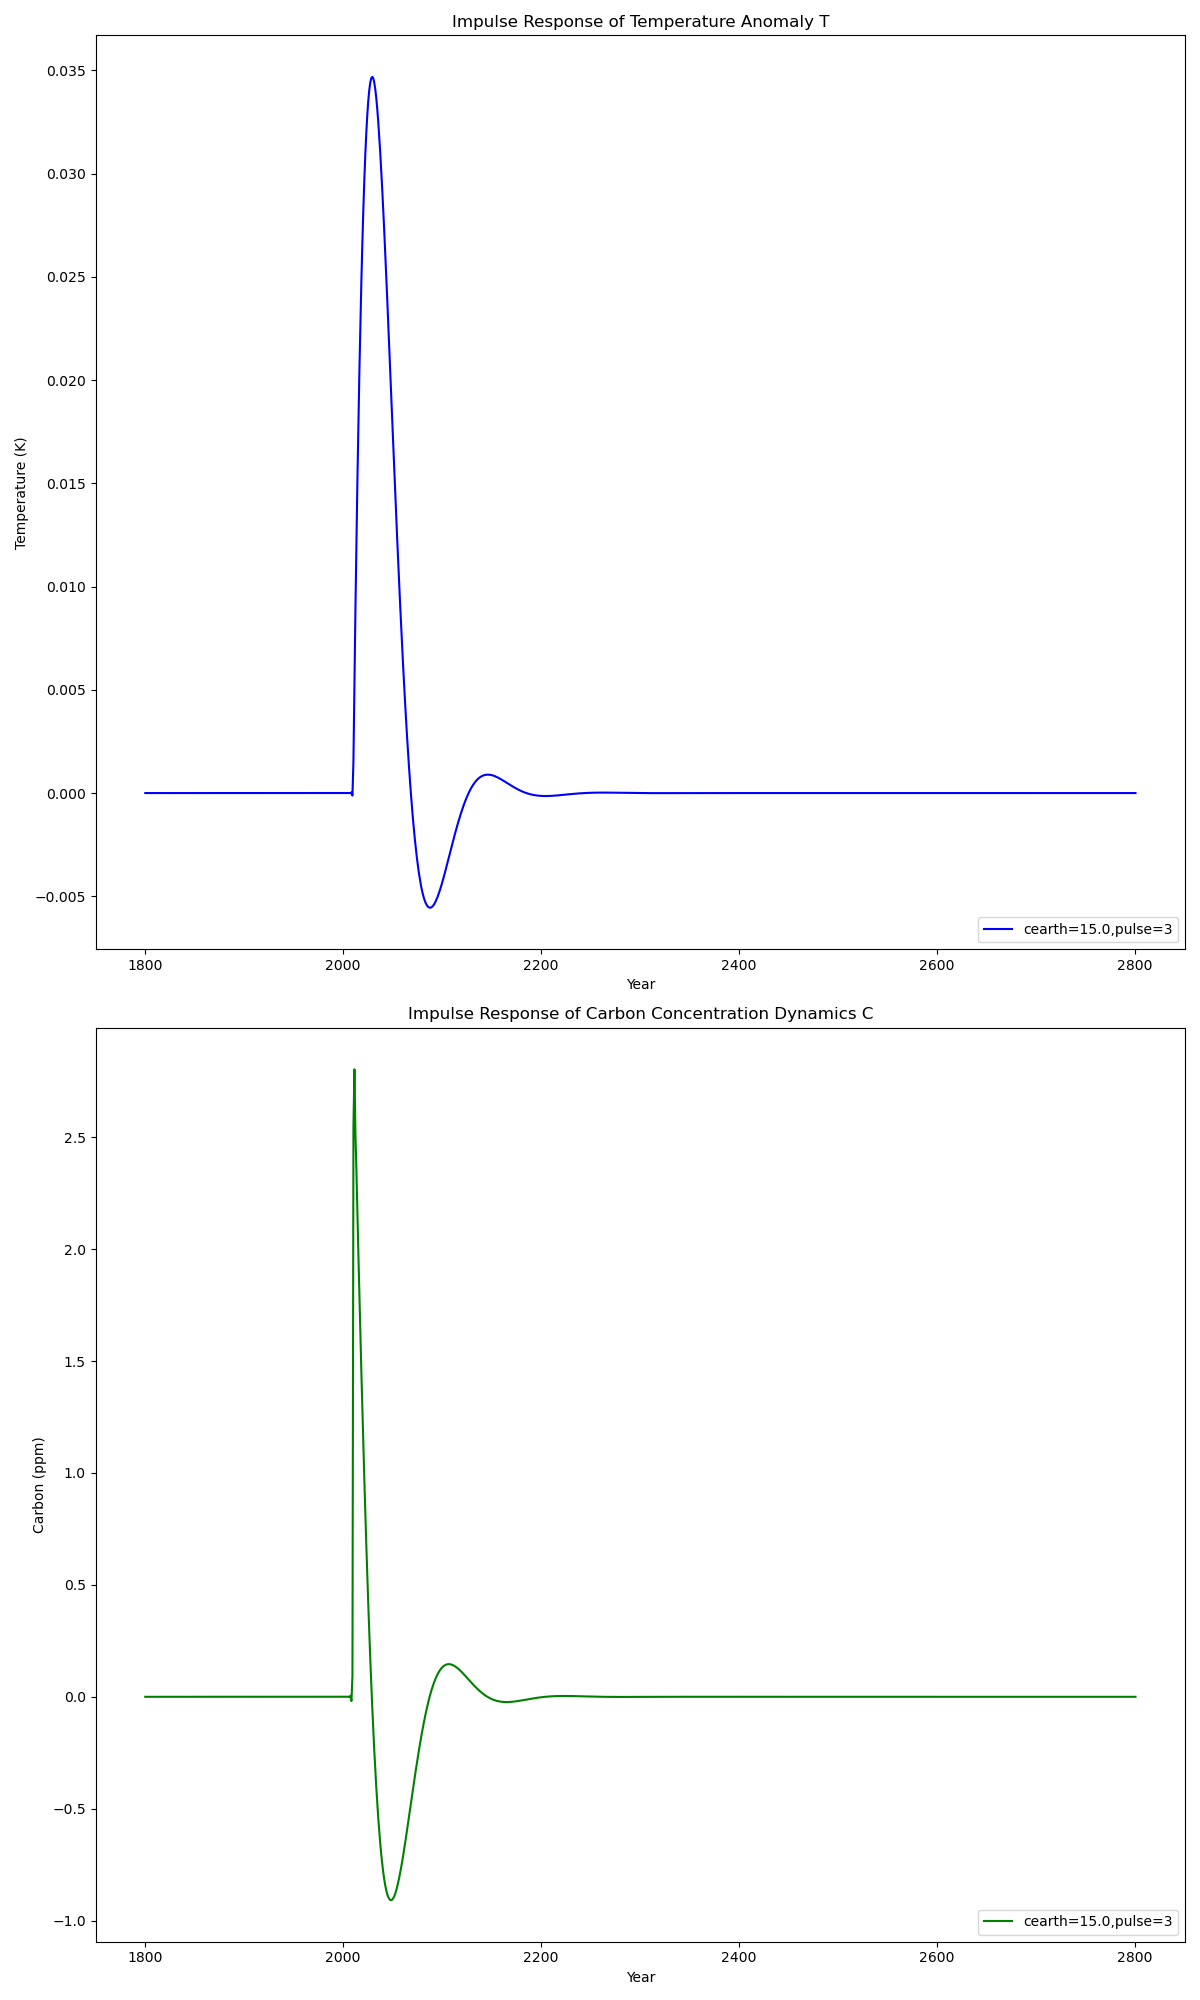 Impulse Response of Temperature Anomaly T
0.035
0.030
0.025
0.020
0.015
0.010
0.005
0.000
−0.005
Temperature (K)
cearth=15.0,pulse=3
1800 2000 2200 2400 2600 2800
Year
Impulse Response of Carbon Concentration Dynamics C
2.5
2.0
1.5
1.0
0.5
0.0
−0.5
−1.0
Carbon (ppm)
cearth=15.0,pulse=3
1800 2000 2200 2400 2600 2800
Year